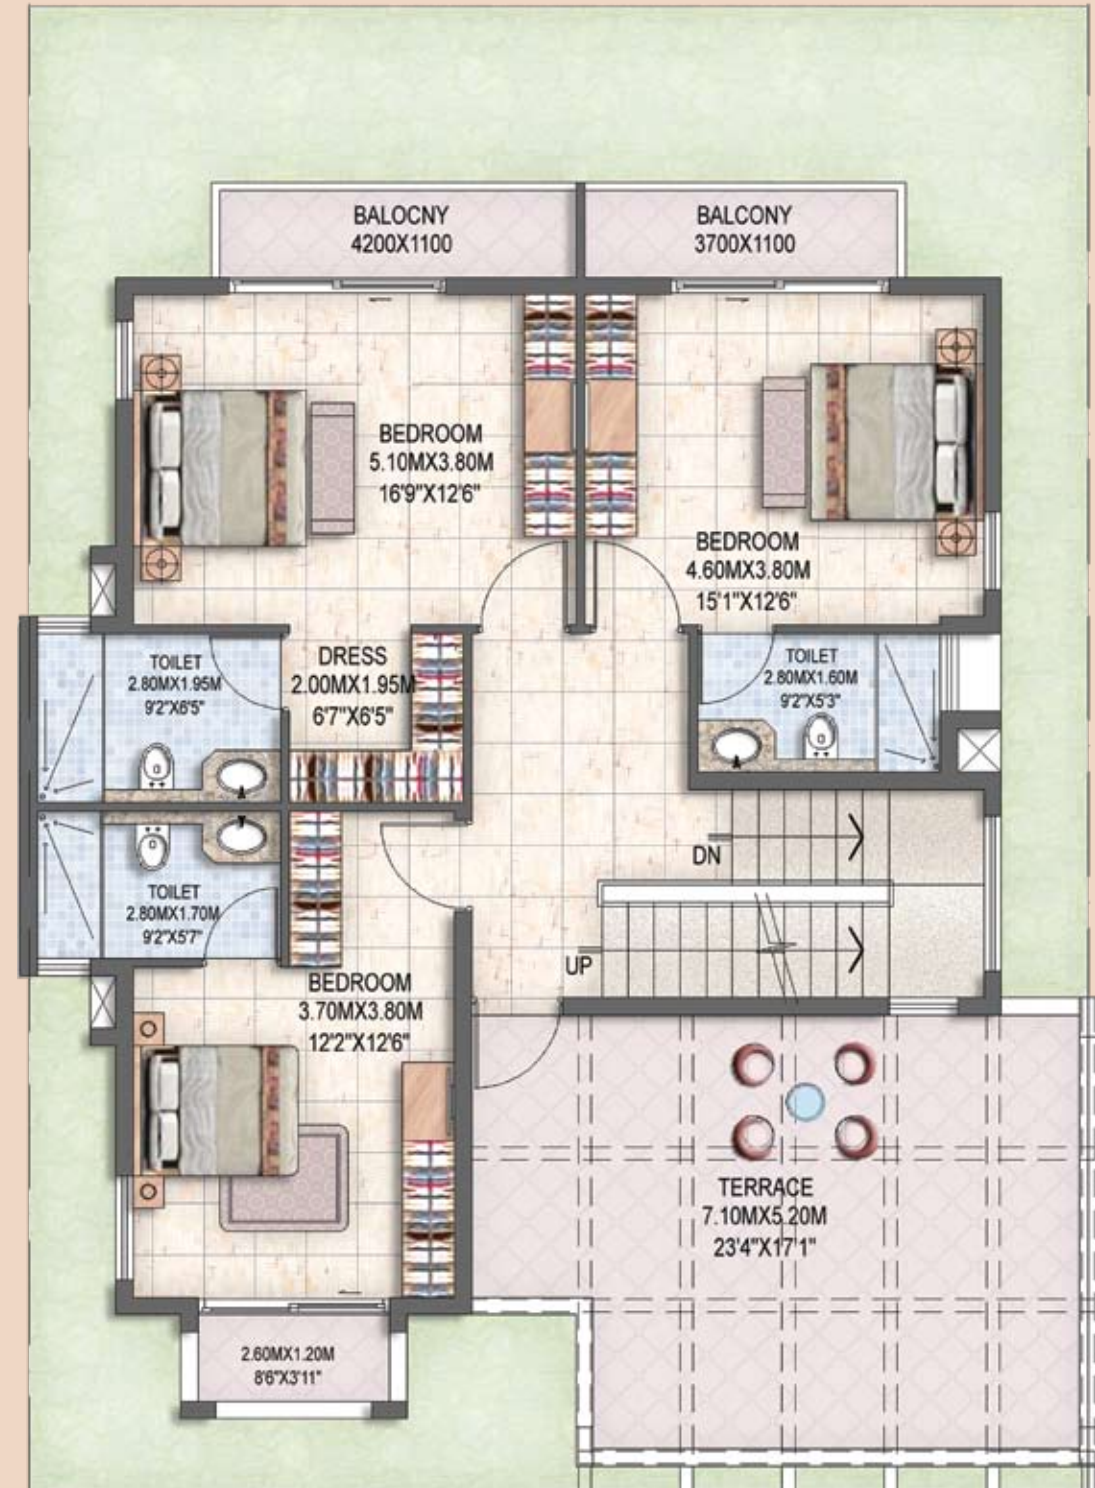 BALOCNY
4200X1100
BALCONY
3700X1100
BEDROOM
5.10MX3.80M
16'9"X12'6"
BEDROOM
4.60MX3.80M
15'1"X12'6"
TOILET
2.80MX1.95M
9'2"X6'5"
DRESS
2.00MX1.95M
6'7"X6'5"
TOILET
2.80MX1.60M
9'2"X5'3"
DN
TOILET
2.80MX1.70M
9'2"X5'7"
UP
BEDROOM
3.70MX3.80M
12'2"X12'6"
TERRACE
7.10MX5.20M
23'4"X17'1"
2.60MX1.20M
8'6"X3'11"